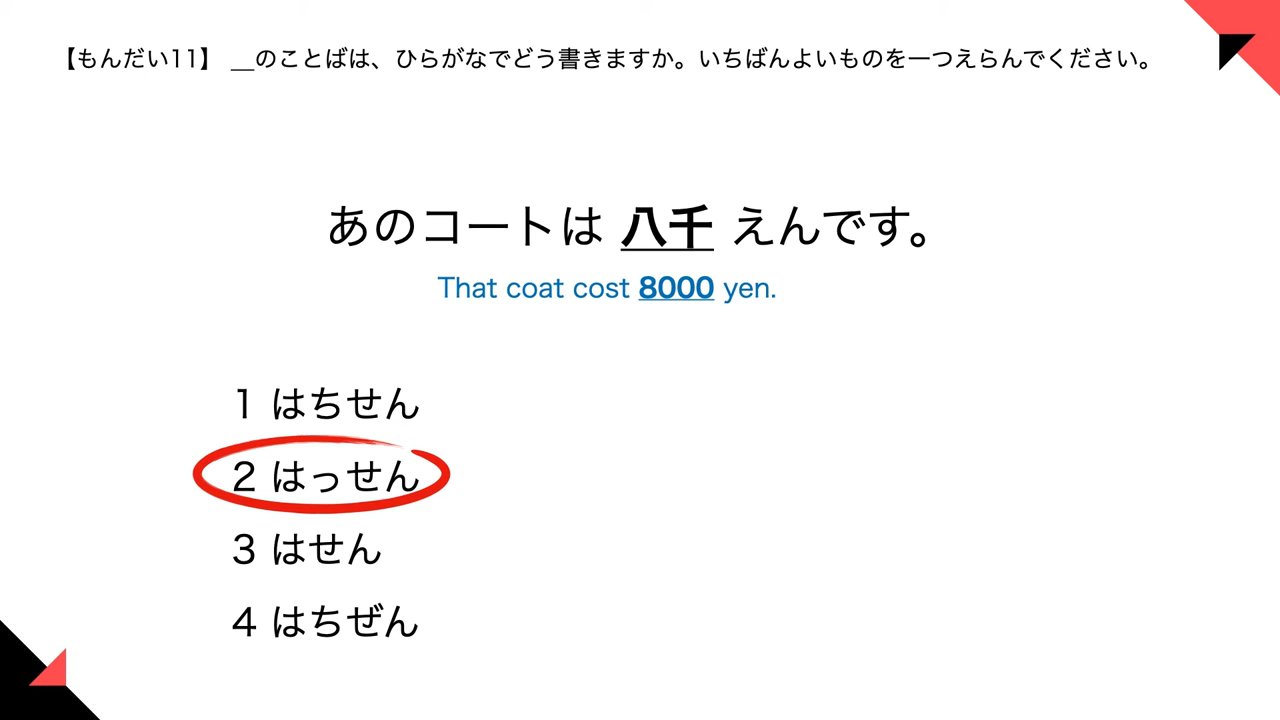 【もんだい11】 __のことばは、ひらがなでどう書きますか。いちばんよいものを一つえらんでください。
あのコートは 八千 えんです。
That coat cost 8000 yen.
1 はちせん
2 はっせん
3 はせん
4 はちぜん